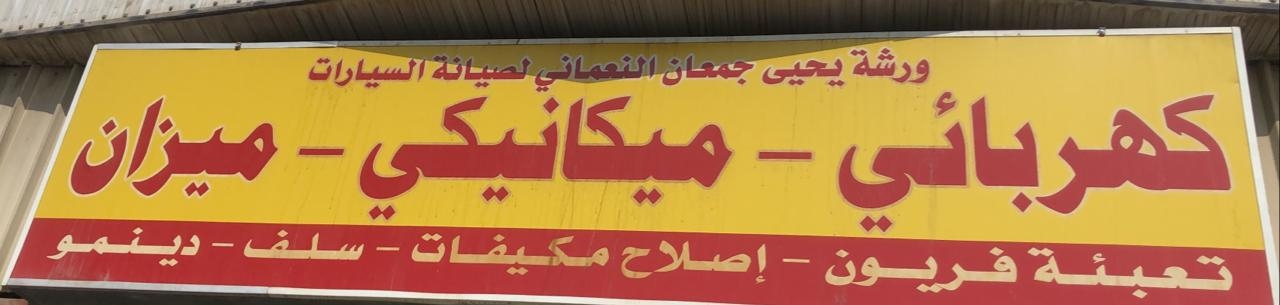 ورشة يحيى جمعان النعماني لصيانة السيارات
كهربائي - ميكانيكي - ميزان
تعبئة فريون - إصلاح مكيفات - سلف - دينمو